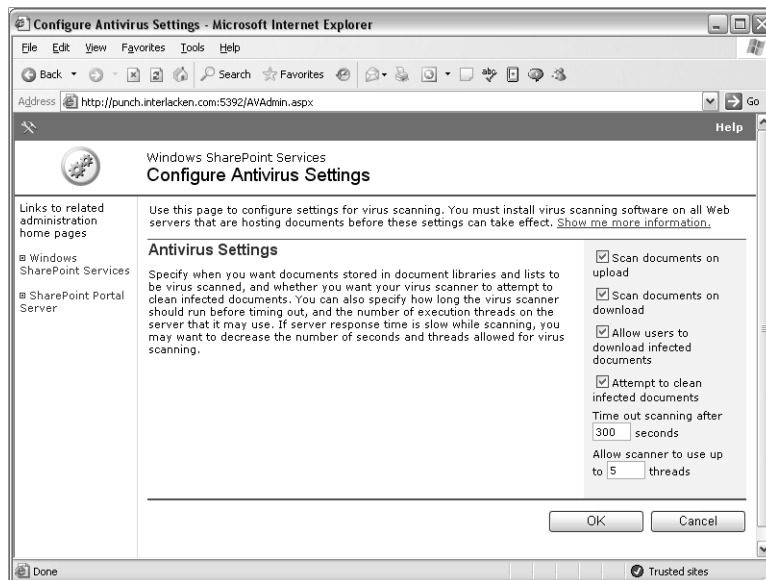 Configure Antivirus Settings - Microsoft Internet Explorer
File Edit View Favorites Tools Help
Back Search Favorites
Address http://punch.interlacken.com:5392/AVAdmin.aspx Go
Help
Windows SharePoint Services
Configure Antivirus Settings
Links to related
administration
home pages
Windows
SharePoint Services
SharePoint Portal
Server
Use this page to configure settings for virus scanning. You must install virus scanning software on all Web
servers that are hosting documents before these settings can take effect. Show me more information.
Antivirus Settings
Specify when you want documents stored in document libraries and lists to
be virus scanned, and whether you want your virus scanner to attempt to
clean infected documents. You can also specify how long the virus scanner
should run before timing out, and the number of execution threads on the
server that it may use. If server response time is slow while scanning, you
may want to decrease the number of seconds and threads allowed for virus
scanning.
Scan documents on
upload
Scan documents on
download
Allow users to
download infected
documents
Attempt to clean
infected documents
Time out scanning after
300 seconds
Allow scanner to use up
to 5 threads
OK Cancel
Done Trusted sites